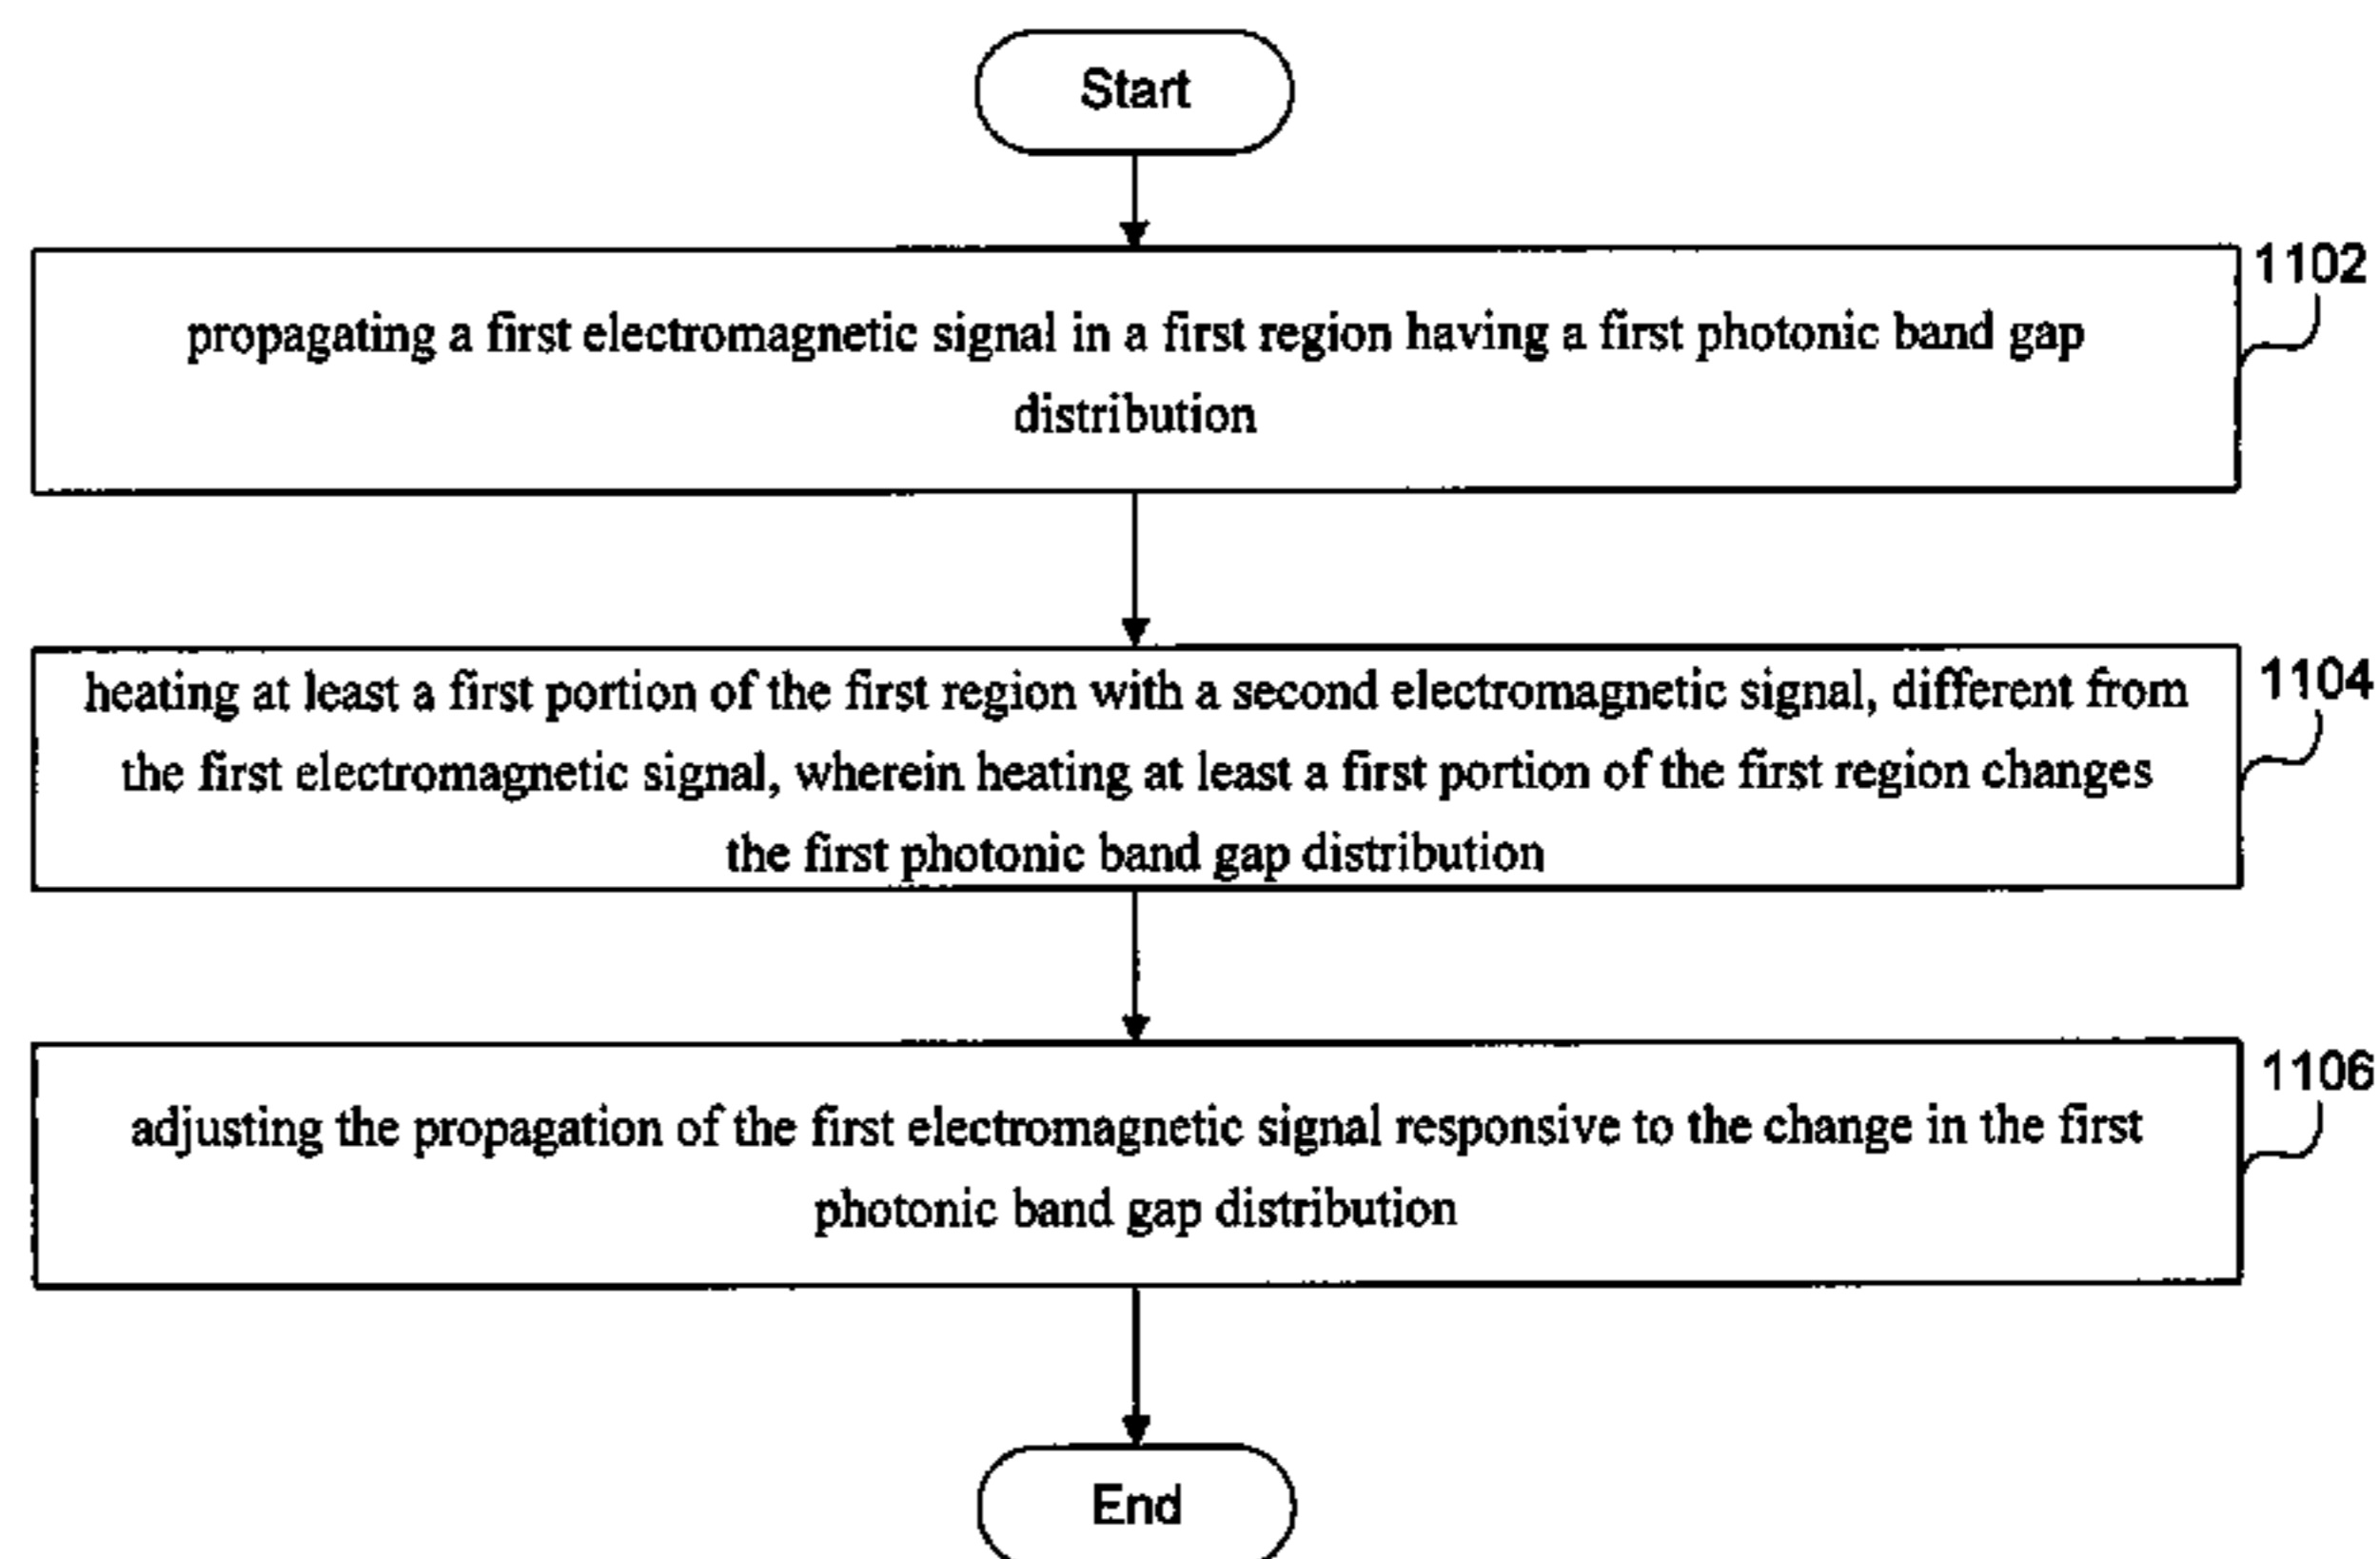 Start
1102
propagating a first electromagnetic signal in a first region having a first photonic band gap
distribution
1104
heating at least a first portion of the first region with a second electromagnetic signal, different from
the first electromagnetic signal, wherein heating at least a first portion of the first region changes
the first photonic band gap distribution
1106
adjusting the propagation of the first electromagnetic signal responsive to the change in the first
photonic band gap distribution
End